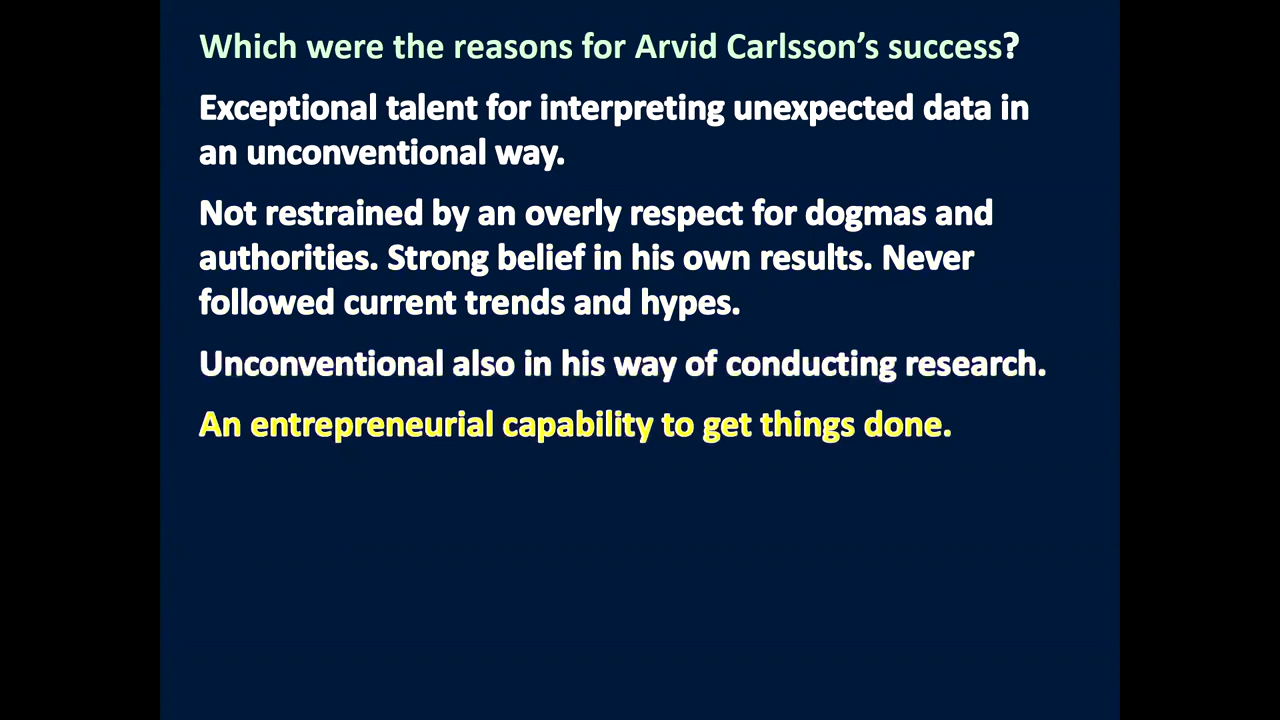 Which were the reasons for Arvid Carlsson’s success?
Exceptional talent for interpreting unexpected data in
an unconventional way.
Not restrained by an overly respect for dogmas and
authorities. Strong belief in his own results. Never
followed current trends and hypes.
Unconventional also in his way of conducting research.
An entrepreneurial capability to get things done.